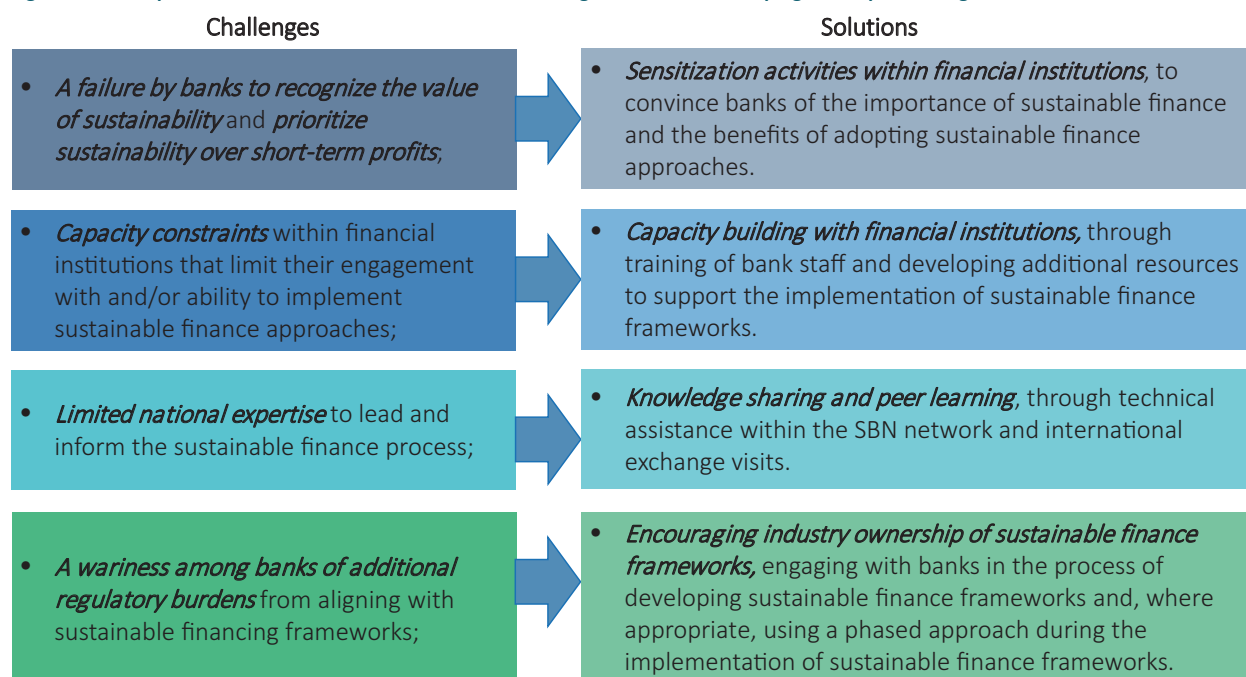 Challenges
Solutions
• A failure by banks to recognize the value
of sustainability and prioritize
sustainability over short-term profits;
• Sensitization activities within financial institutions, to
convince banks of the importance of sustainable finance
and the benefits of adopting sustainable finance
approaches.
• Capacity constraints within financial
institutions that limit their engagement
with and/or ability to implement
sustainable finance approaches;
• Capacity building with financial institutions, through
training of bank staff and developing additional resources
to support the implementation of sustainable finance
frameworks.
• Limited national expertise to lead and
inform the sustainable finance process;
• Knowledge sharing and peer learning, through technical
assistance within the SBN network and international
exchange visits.
• A wariness among banks of additional
regulatory burdens from aligning with
sustainable financing frameworks;
• Encouraging industry ownership of sustainable finance
frameworks, engaging with banks in the process of
developing sustainable finance frameworks and, where
appropriate, using a phased approach during the
implementation of sustainable finance frameworks.